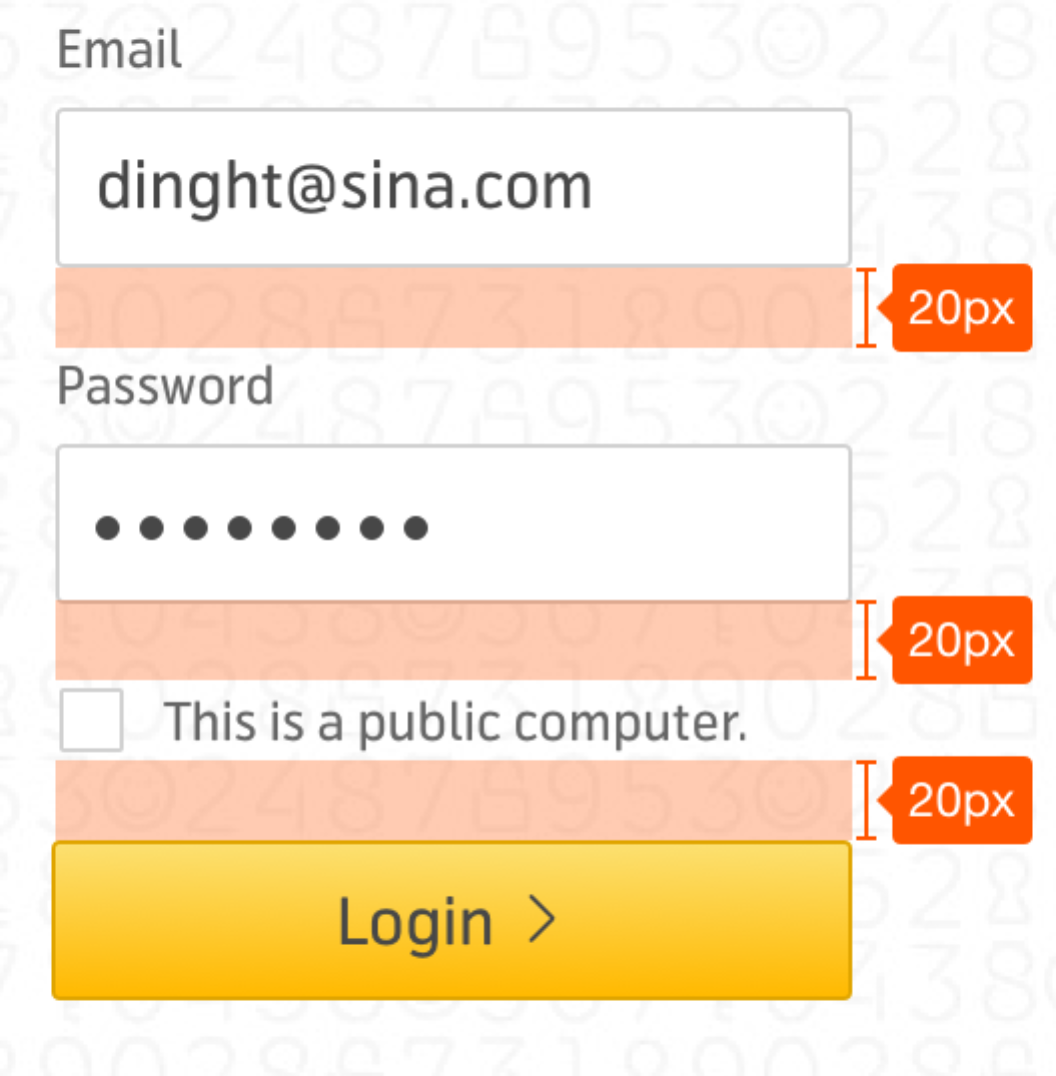 Email
dinght@sina.com
20px
Password
20px
This is a public computer.
20px
Login >